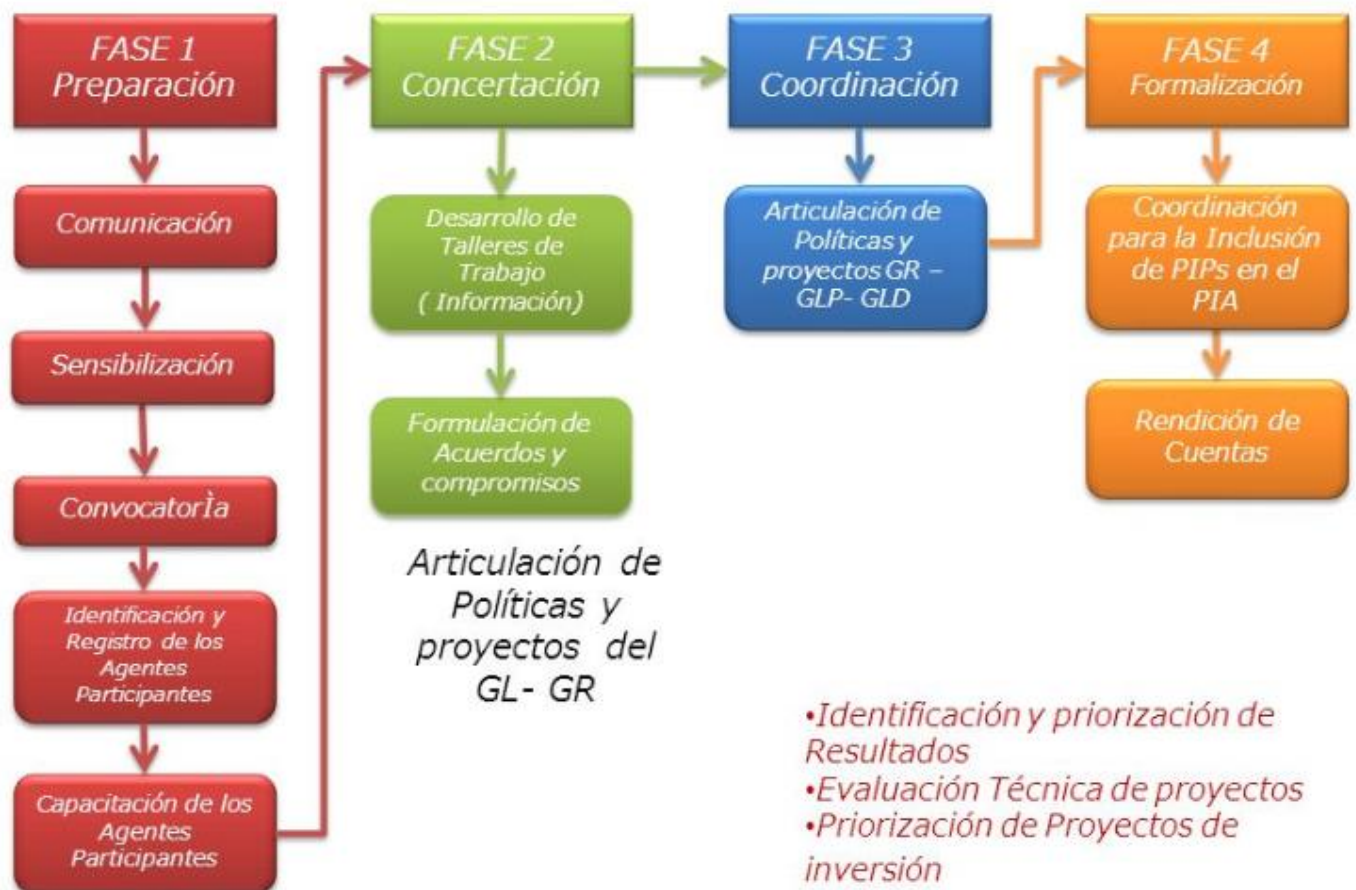 FASE 1
Preparación
Comunicación
Sensibilización
ConvocatorÌa
Identificación y
Registro de los
Agentes
Participantes
Capacitación de los
Agentes
Participantes
FASE 2
Concertación
Desarrollo de
Talleres de
Trabajo
( Información)
Formulación de
Acuerdos y
compromisos
Articulación de
Políticas y
proyectos del
GL- GR
FASE 3
Coordinación
Articulación de
Políticas y
proyectos GR –
GLP- GLD
FASE 4
Formalización
Coordinación
para la Inclusión
de PIPs en el
PIA
Rendición de
Cuentas
•Identificación y priorización de
Resultados
•Evaluación Técnica de proyectos
•Priorización de Proyectos de
inversión